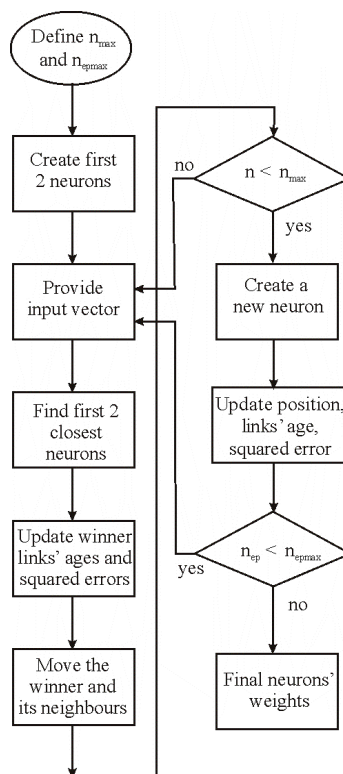 Define n_max
and n_epmax
Create first
2 neurons
Provide
input vector
Find first 2
closest
neurons
Update winner
links' ages and
squared errors
Move the
winner and
its neighbours
n < n_max
no
yes
Create a
new neuron
Update position,
links' age,
squared error
n_ep < n_epmax
yes
no
Final neurons'
weights